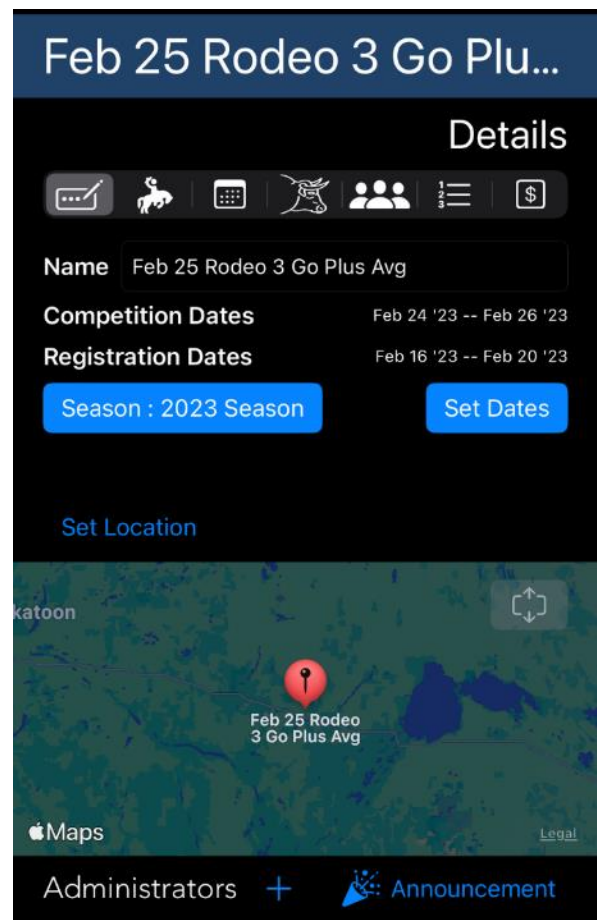 Feb 25 Rodeo 3 Go Plu...
Details
Name Feb 25 Rodeo 3 Go Plus Avg
Competition Dates Feb 24 '23 -- Feb 26 '23
Registration Dates Feb 16 '23 -- Feb 20 '23
Season : 2023 Season Set Dates
Set Location
katoon
Feb 25 Rodeo
3 Go Plus Avg
Maps Legal
Administrators + Announcement